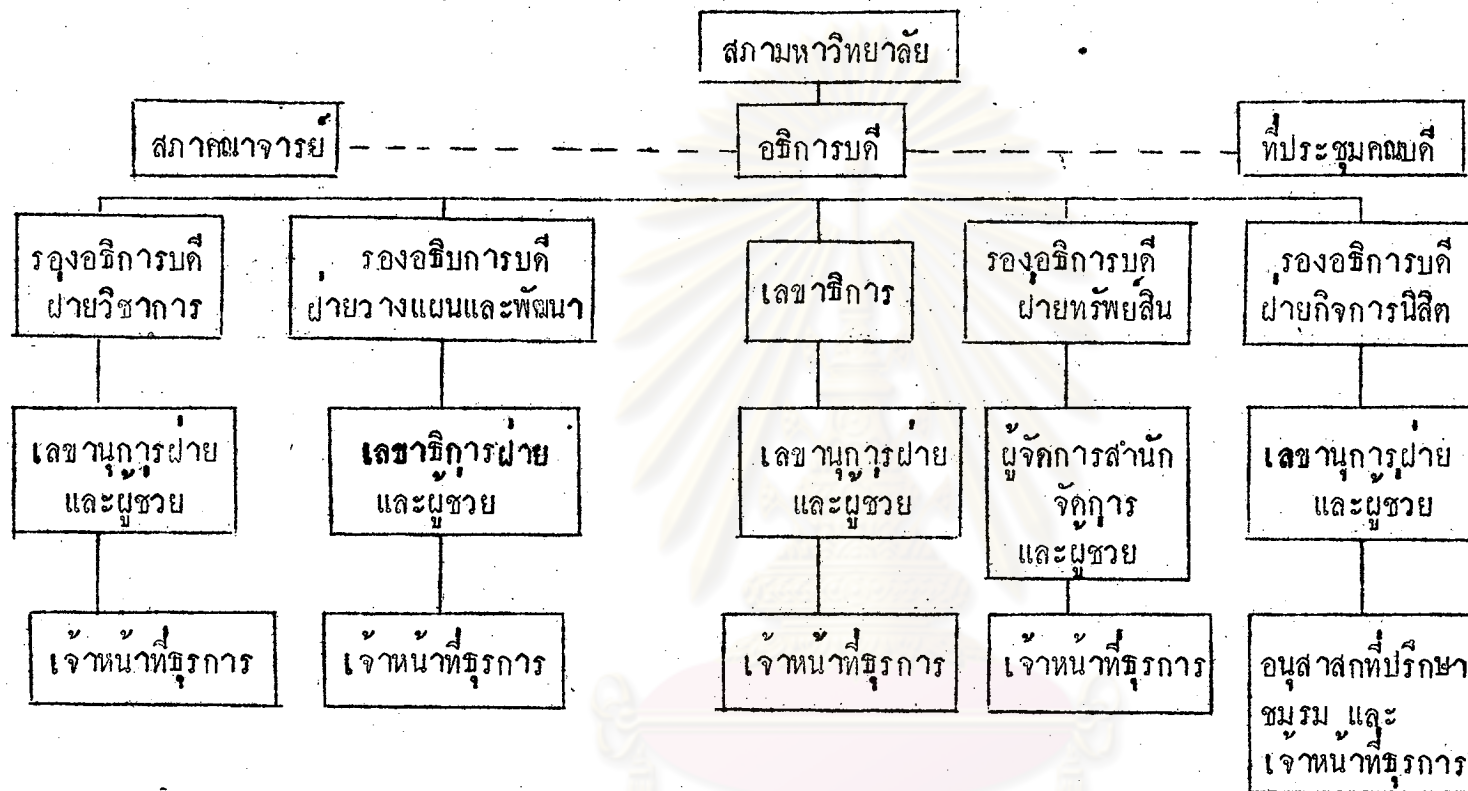 สภามหาวิทยาลัย
สภาคณาจารย์
อธิการบดี
ที่ประชุมคณบดี
รองอธิการบดี
ฝ่ายวิชาการ
รองอธิบการบดี
ฝ่ายวางแผนและพัฒนา
เลขาธิการ
รองอธิการบดี
ฝ่ายทรัพย์สิน
รองอธิการบดี
ฝ่ายกิจการนิสิต
เลขานุการฝ่าย
และผู้ชวย
เลขาธิการฝ่าย
และผู้ชวย
เลขานุการฝ่าย
และผู้ชวย
ผู้จัดการสำนัก
จัดการ
และผู้ชวย
เลขานุการฝ่าย
และผู้ชวย
เจ้าหน้าที่ธุรการ
เจ้าหน้าที่ธุรการ
เจ้าหน้าที่ธุรการ
เจ้าหน้าที่ธุรการ
อนุสาสกที่ปรึกษา
ชมรม และ
เจ้าหน้าที่ธุรการ